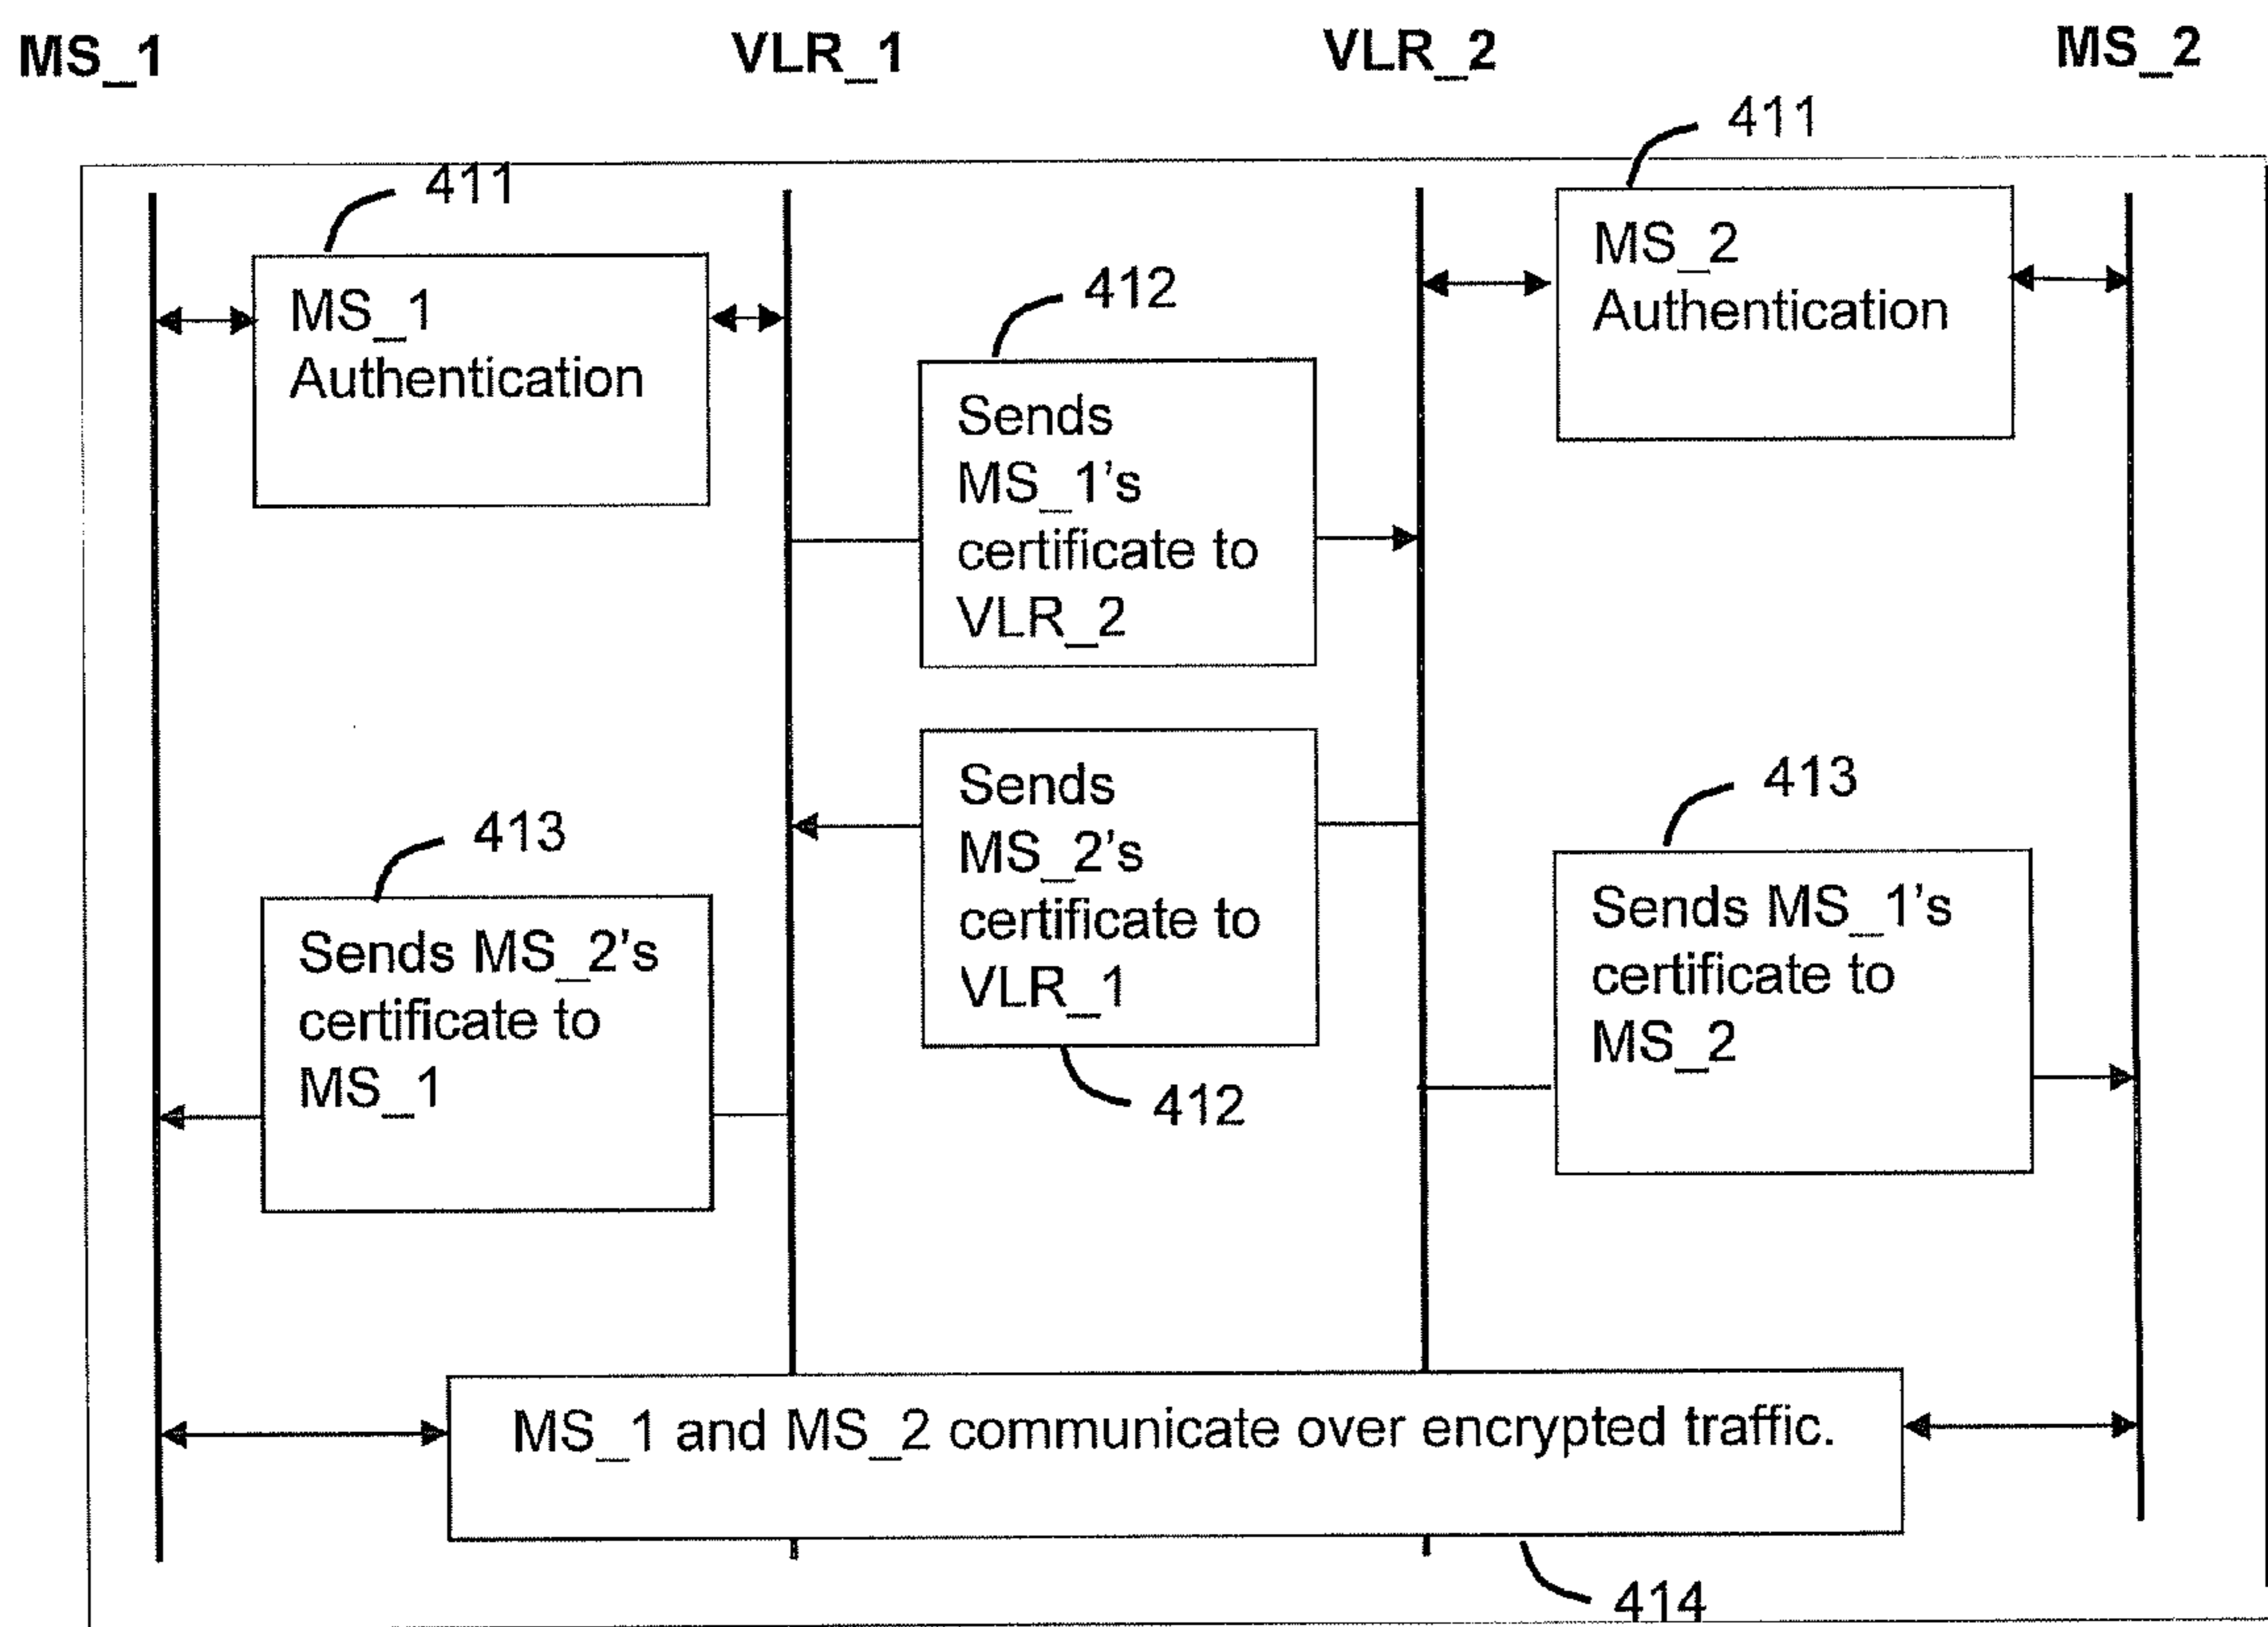 MS_1
VLR_1
VLR_2
MS_2
411
411
MS_1
Authentication
MS_2
Authentication
412
Sends
MS_1's
certificate to
VLR_2
Sends
MS_2's
certificate to
VLR_1
412
413
Sends MS_2's
certificate to
MS_1
413
Sends MS_1's
certificate to
MS_2
MS_1 and MS_2 communicate over encrypted traffic.
414